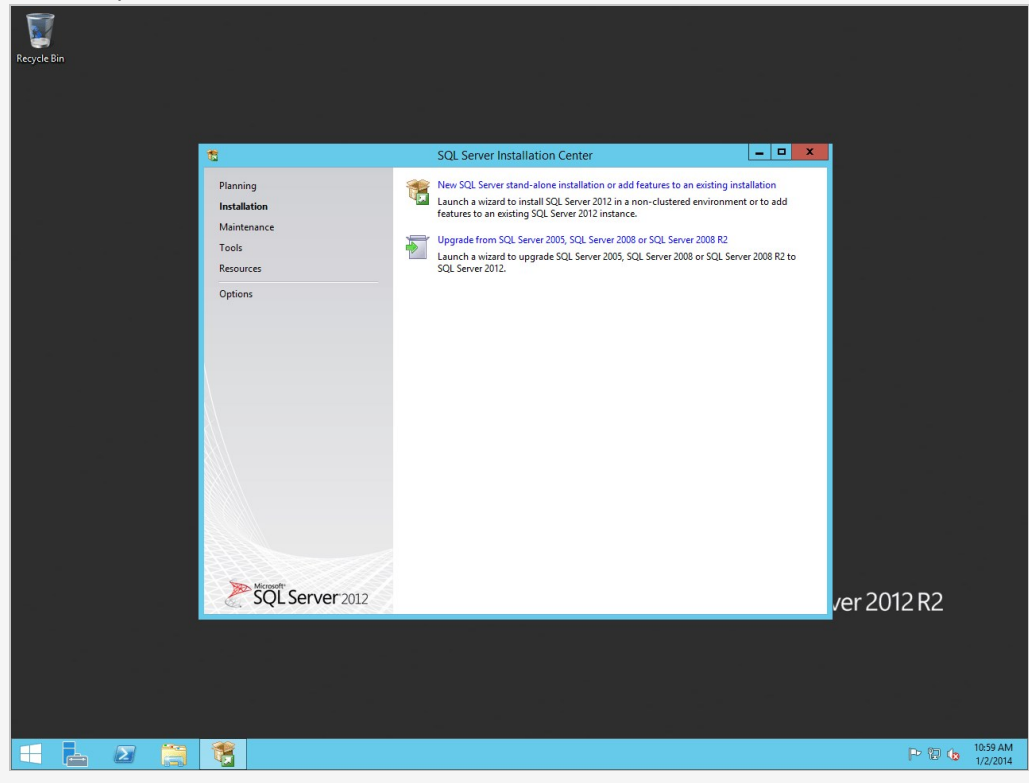 Recycle Bin
SQL Server Installation Center
Planning
Installation
Maintenance
Tools
Resources
Options
New SQL Server stand-alone installation or add features to an existing installation
Launch a wizard to install SQL Server 2012 in a non-clustered environment or to add
features to an existing SQL Server 2012 instance.
Upgrade from SQL Server 2005, SQL Server 2008 or SQL Server 2008 R2
Launch a wizard to upgrade SQL Server 2005, SQL Server 2008 or SQL Server 2008 R2 to
SQL Server 2012.
Microsoft
SQL Server 2012
ver 2012 R2
10:59 AM
1/2/2014